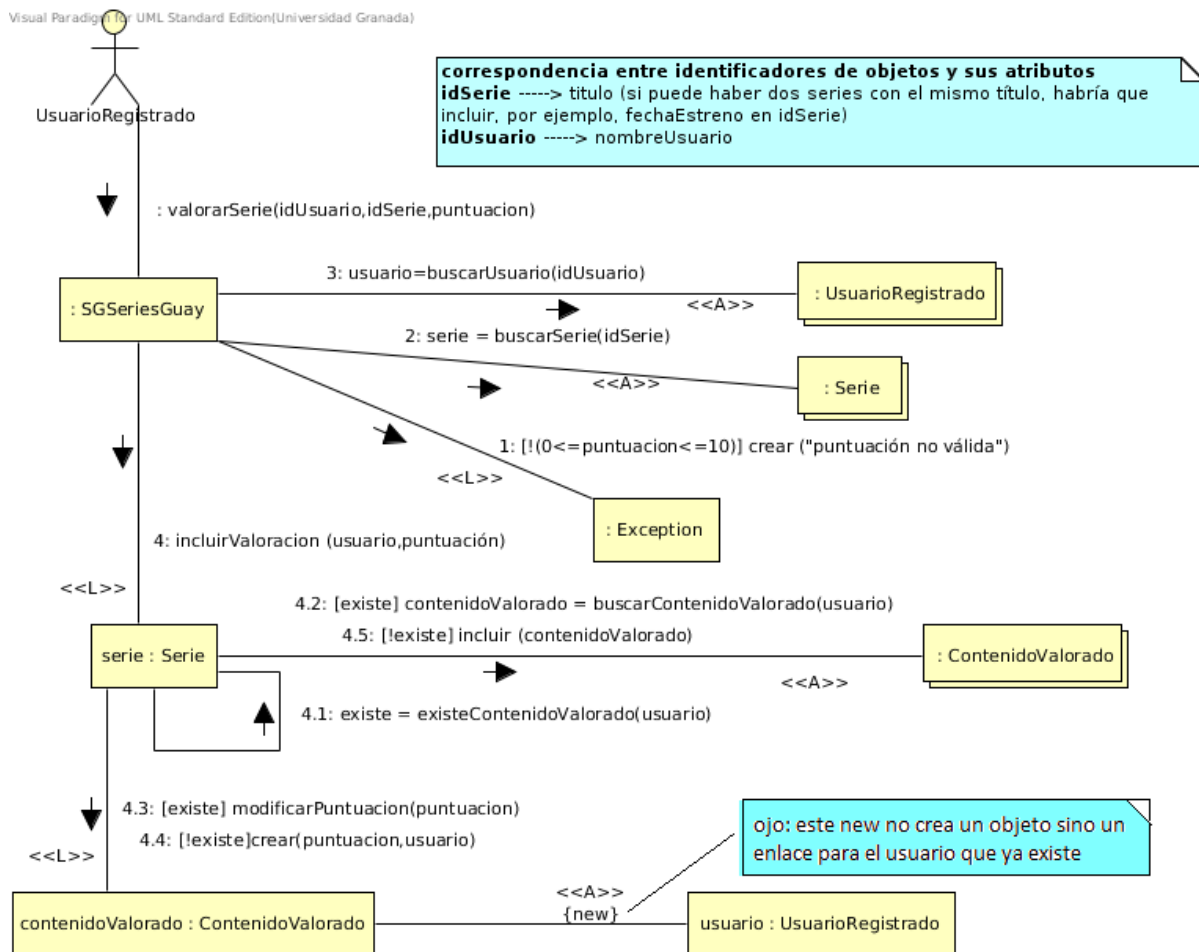 Visual Paradigm for UML Standard Edition(Universidad Granada)
UsuarioRegistrado
correspondencia entre identificadores de objetos y sus atributos
idSerie -----> titulo (si puede haber dos series con el mismo título, habría que
incluir, por ejemplo, fechaEstreno en idSerie)
idUsuario -----> nombreUsuario
: valorarSerie(idUsuario,idSerie,puntuacion)
3: usuario=buscarUsuario(idUsuario)
: UsuarioRegistrado
: SGSeriesGuay
<<A>>
2: serie = buscarSerie(idSerie)
<<A>>
: Serie
1: [!(0<=puntuacion<=10)] crear ("puntuación no válida")
<<L>>
: Exception
4: incluirValoracion (usuario,puntuación)
<<L>>
4.2: [existe] contenidoValorado = buscarContenidoValorado(usuario)
4.5: [!existe] incluir (contenidoValorado)
serie : Serie
: ContenidoValorado
<<A>>
4.1: existe = existeContenidoValorado(usuario)
4.3: [existe] modificarPuntuacion(puntuacion)
4.4: [!existe]crear(puntuacion,usuario)
<<L>>
ojo: este new no crea un objeto sino un
enlace para el usuario que ya existe
<<A>>
{new}
contenidoValorado : ContenidoValorado
usuario : UsuarioRegistrado